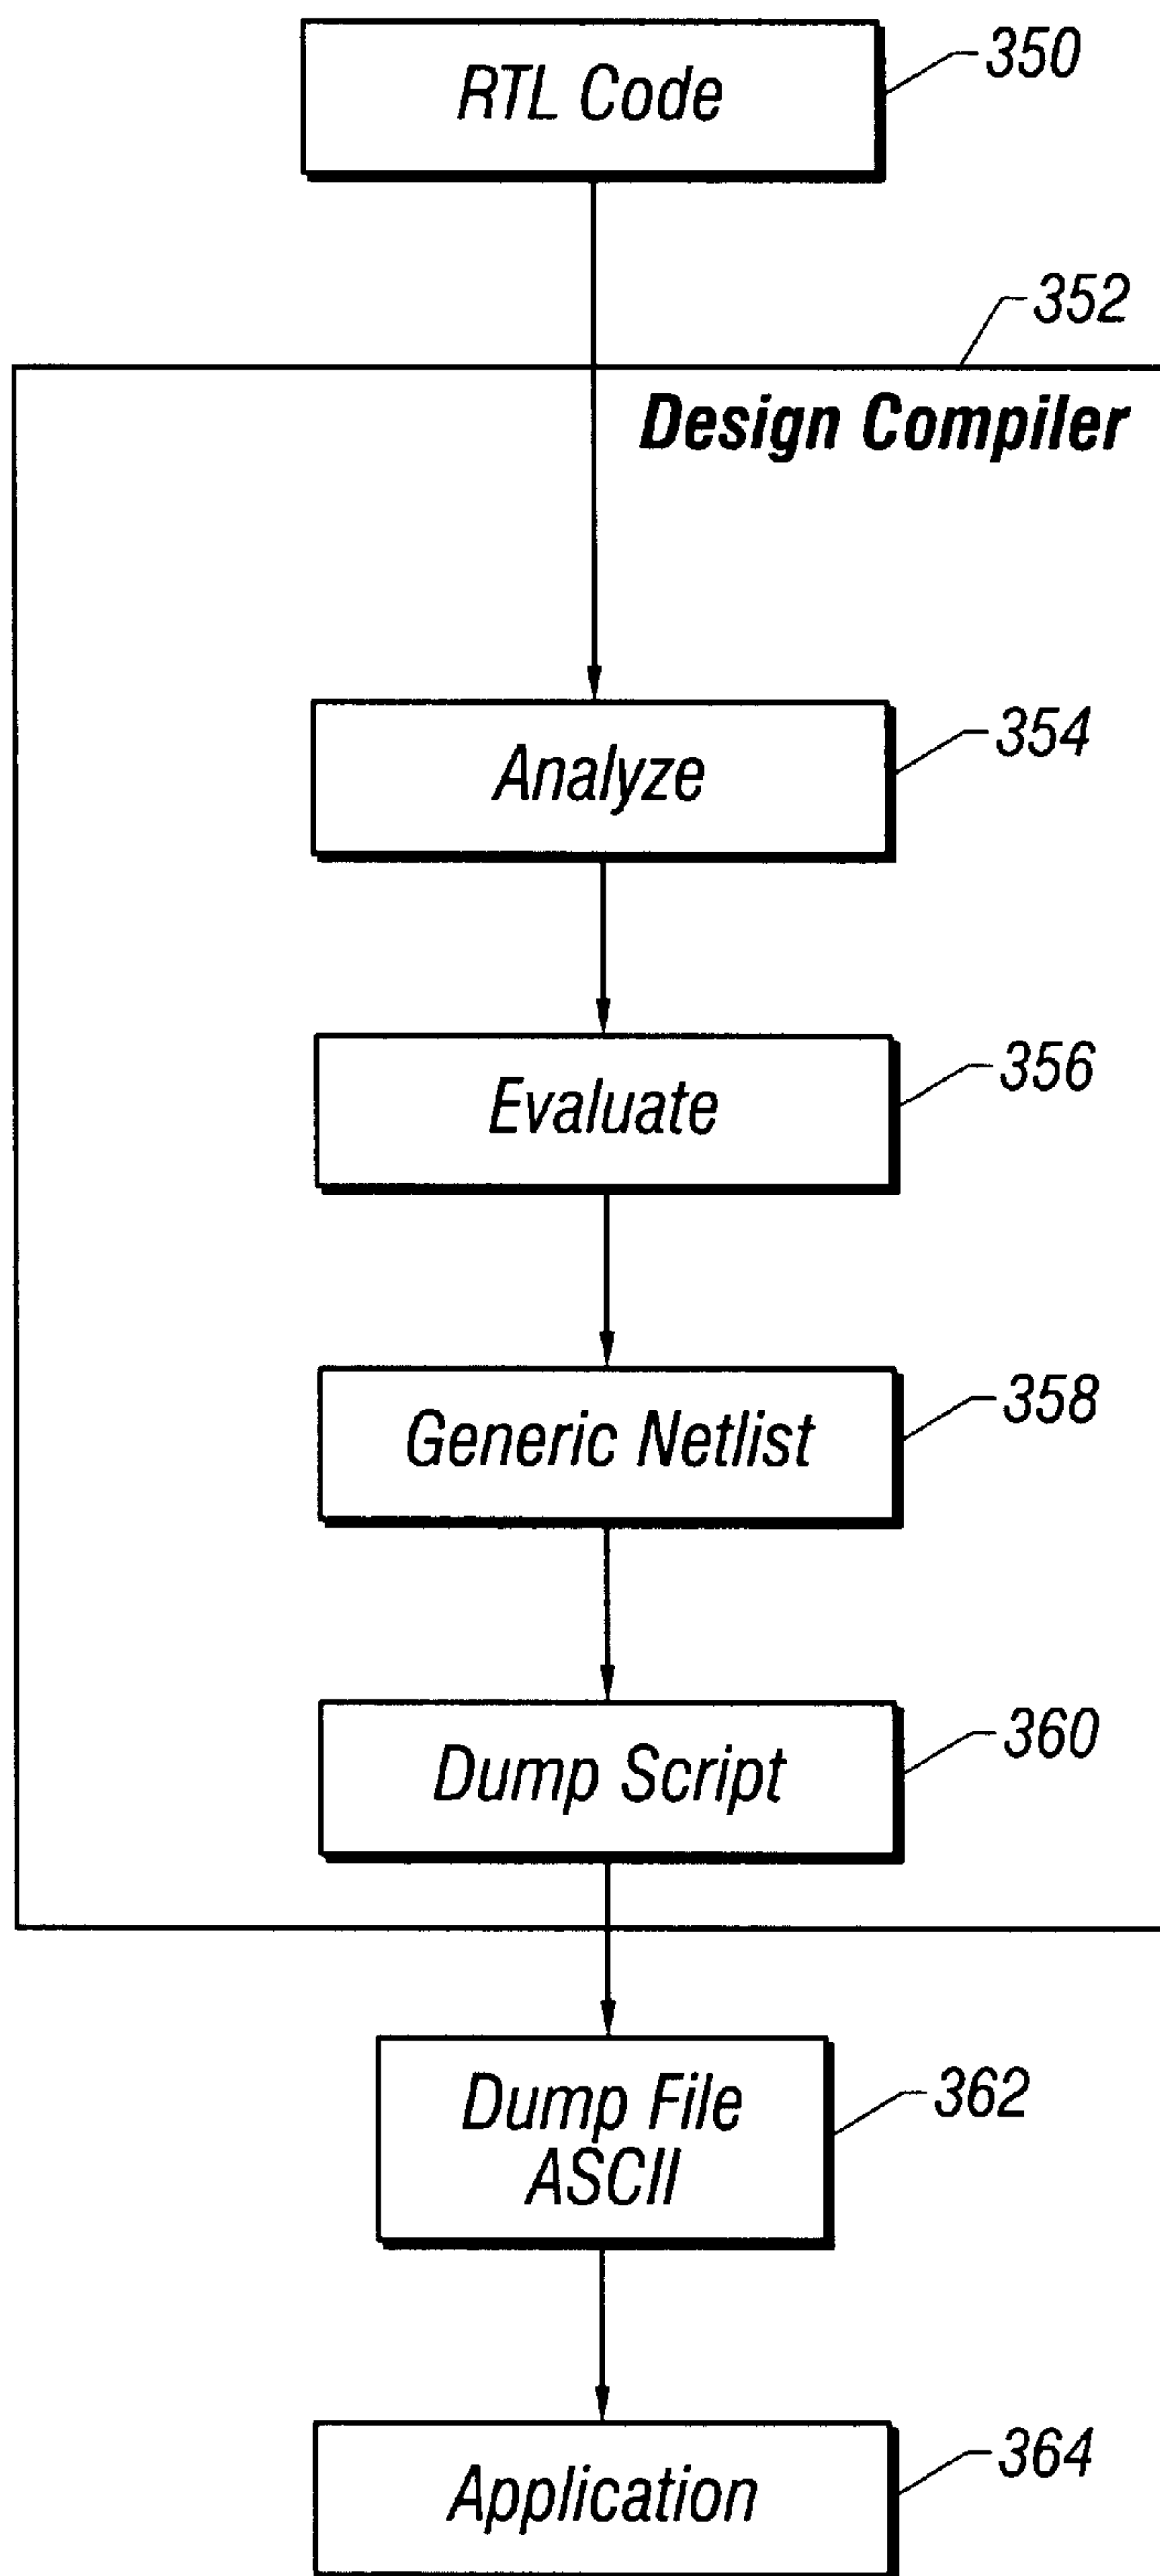 RTL Code
350
352
Design Compiler
Analyze
354
Evaluate
356
Generic Netlist
358
Dump Script
360
Dump File
ASCII
362
Application
364